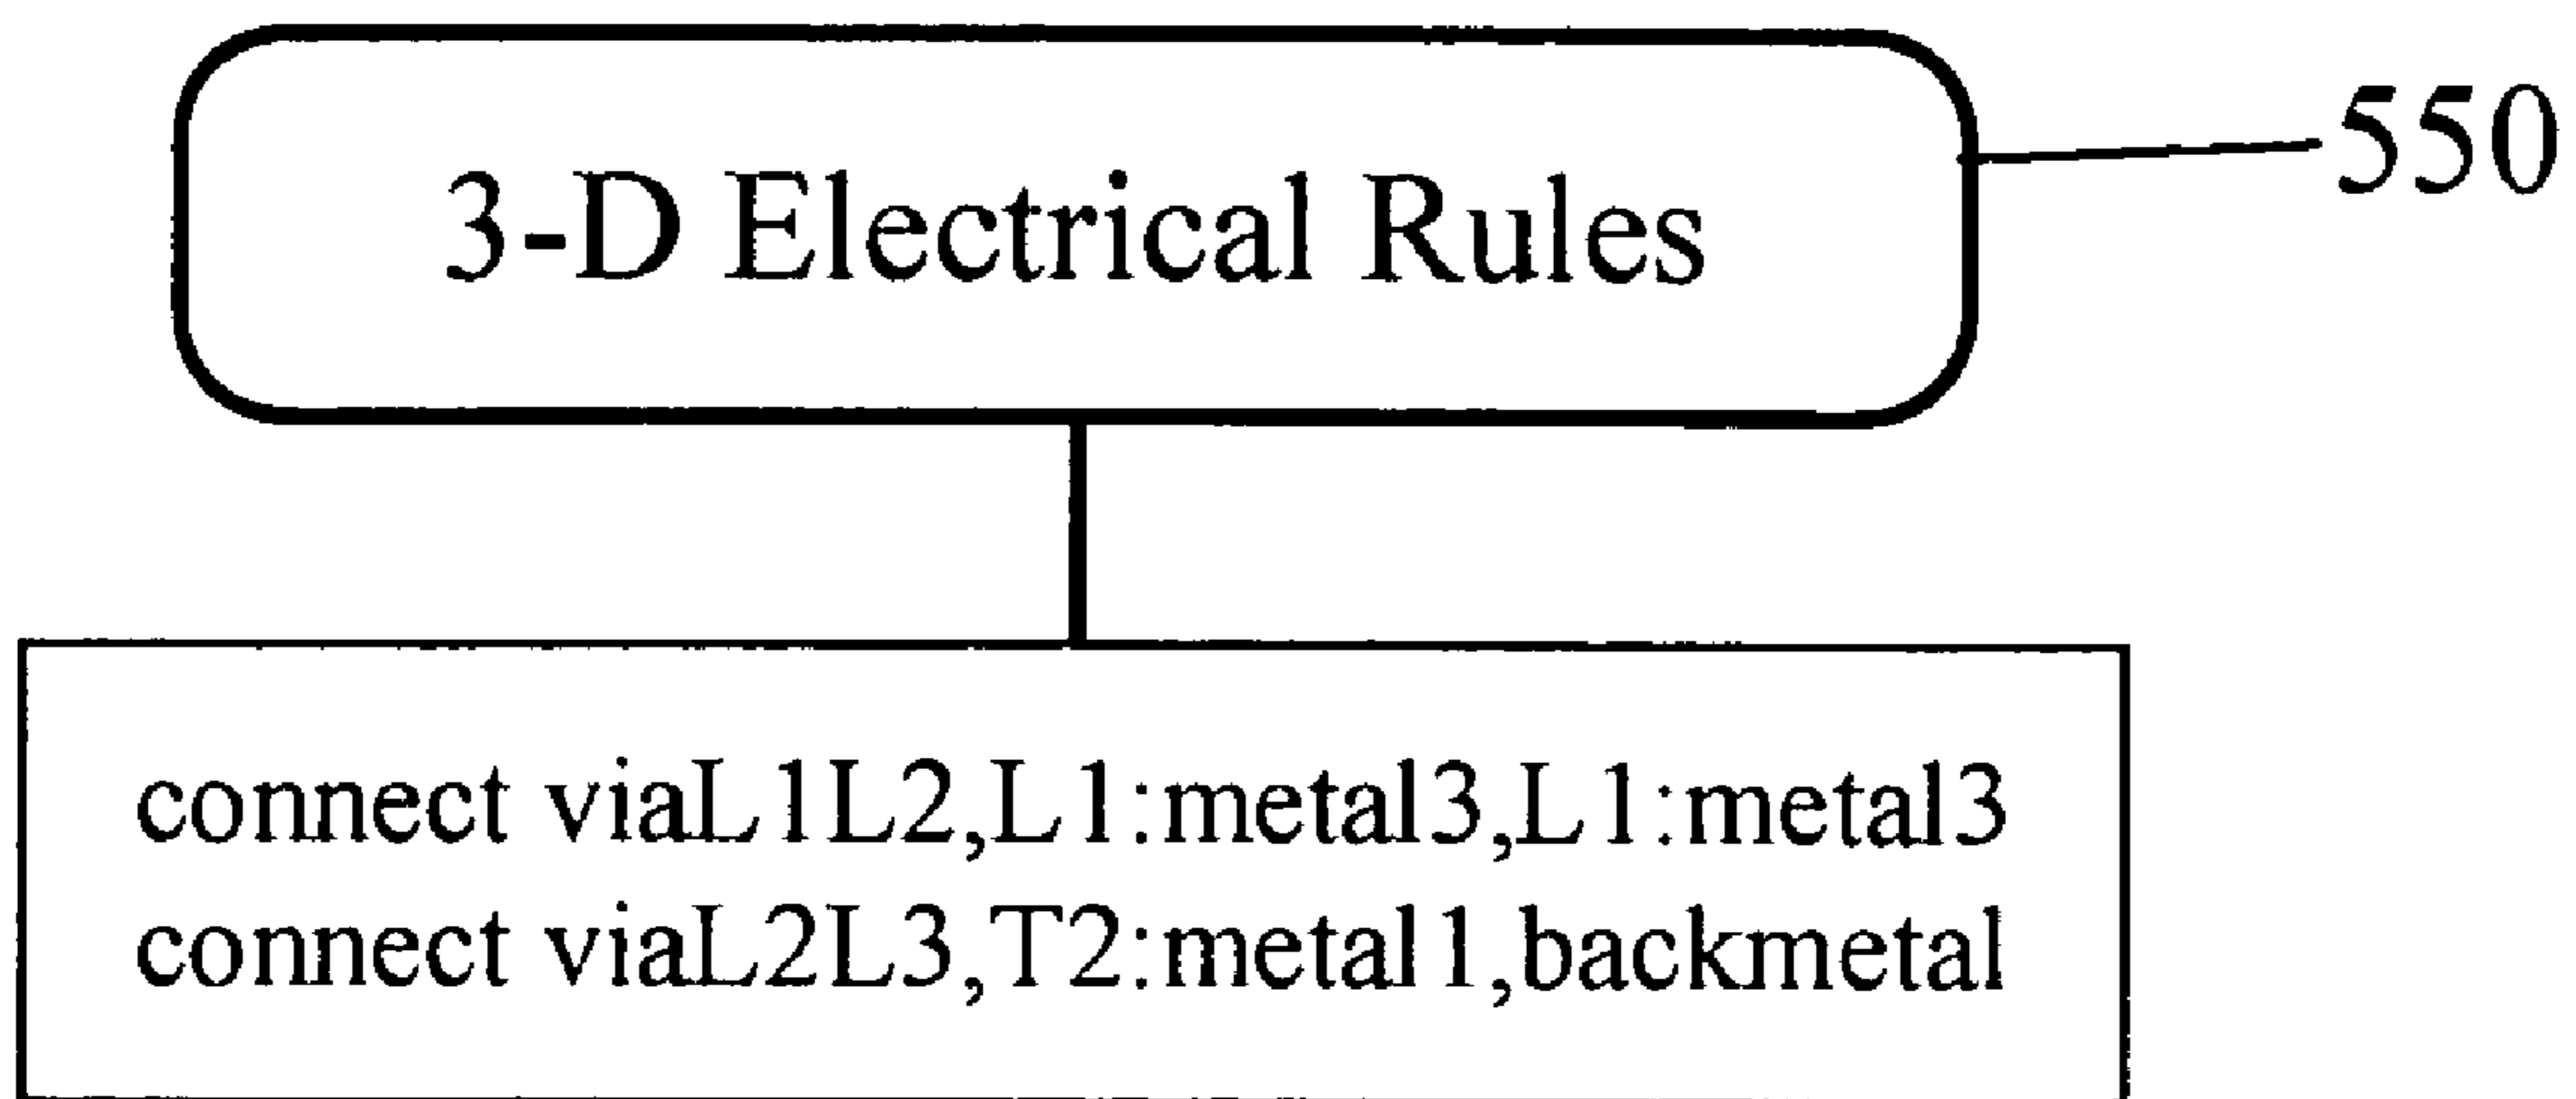 3-D Electrical Rules
550
connect viaL1L2,L1:metal3,L1:metal3
connect viaL2L3,T2:metal1,backmetal